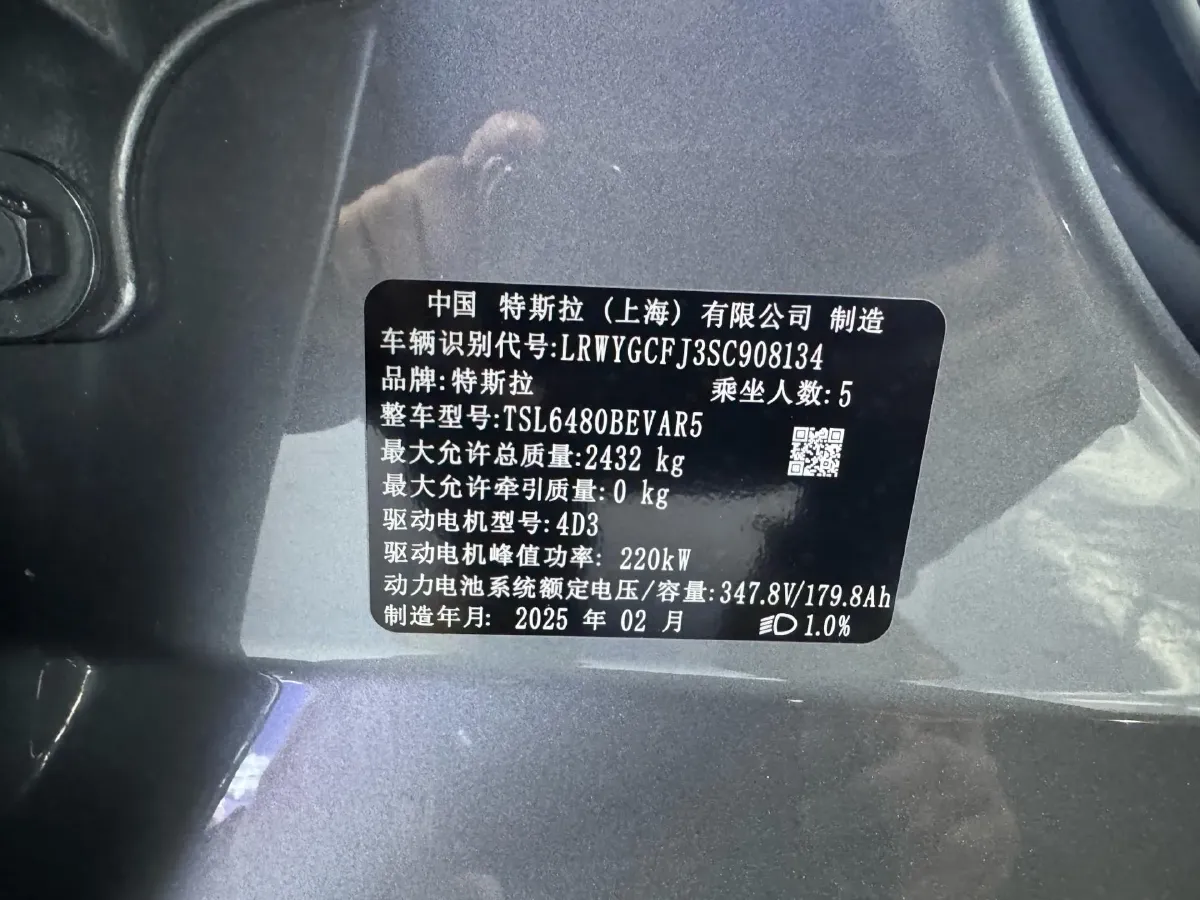 中国 特斯拉（上海）有限公司 制造
车辆识别代号:LRWYGCFJ3SC908134
品牌:特斯拉 乘坐人数:5
整车型号:TSL6480BEVAR5
最大允许总质量:2432 kg
最大允许牵引质量:0 kg
驱动电机型号:4D3
驱动电机峰值功率: 220kW
动力电池系统额定电压/容量:347.8V/179.8Ah
制造年月: 2025 年 02 月 1.0%